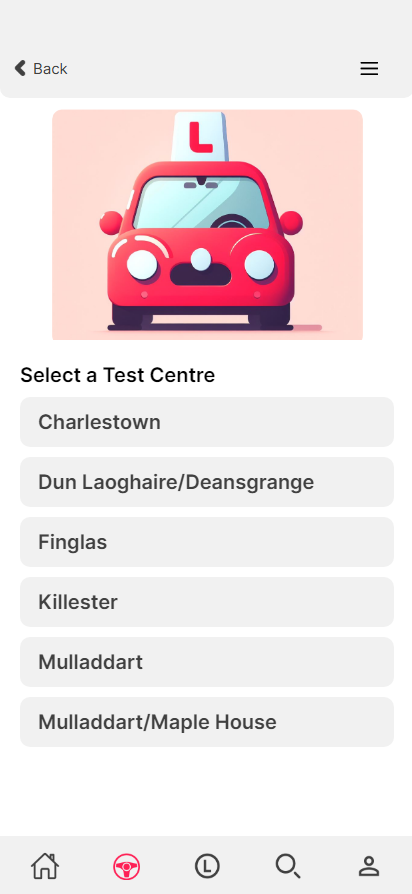 Back
L
Select a Test Centre
Charlestown
Dun Laoghaire/Deansgrange
Finglas
Killester
Mulladdart
Mulladdart/Maple House
L